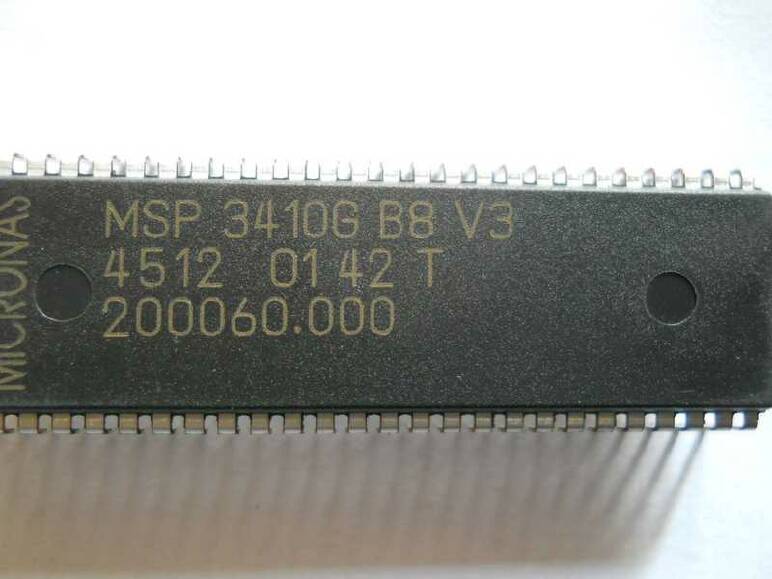 MICRONAS
MSP 3410G B8 V3
4512 01 42 T
200060.000